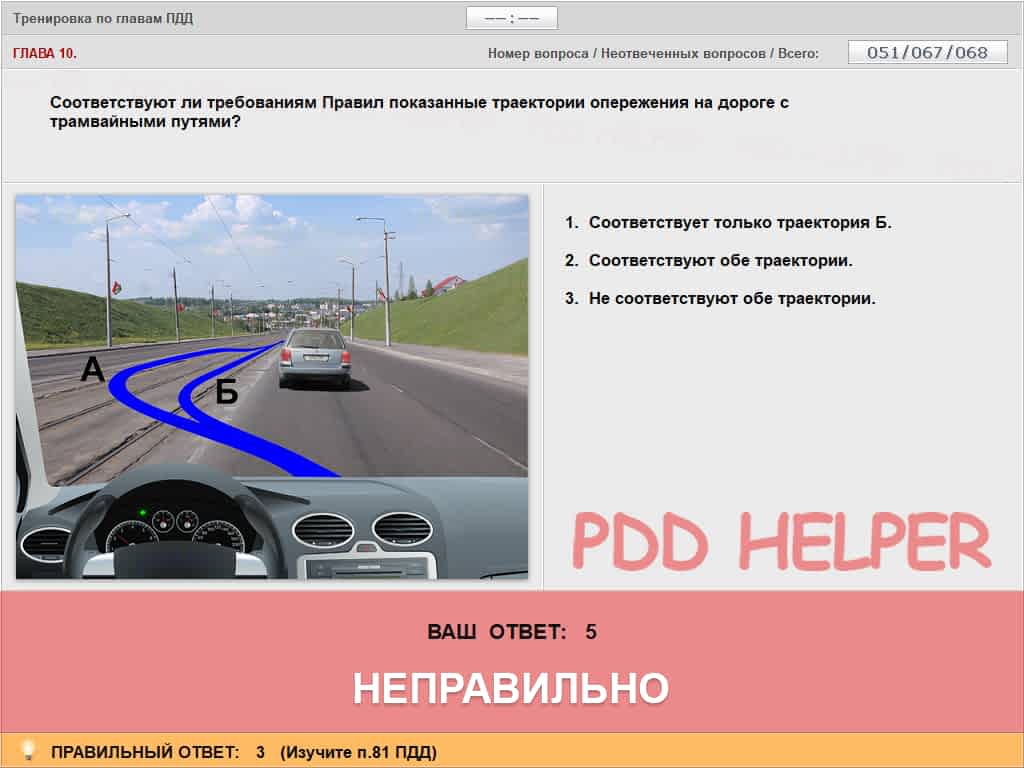 Тренировка по главам ПДД
—— : ——
ГЛАВА 10.
Номер вопроса / Неотвеченных вопросов / Всего:
051/067/068
Соответствуют ли требованиям Правил показанные траектории опережения на дороге с
трамвайными путями?
А
Б
1. Соответствует только траектория Б.
2. Соответствуют обе траектории.
3. Не соответствуют обе траектории.
PDD HELPER
ВАШ ОТВЕТ: 5
НЕПРАВИЛЬНО
ПРАВИЛЬНЫЙ ОТВЕТ: 3 (Изучите п.81 ПДД)